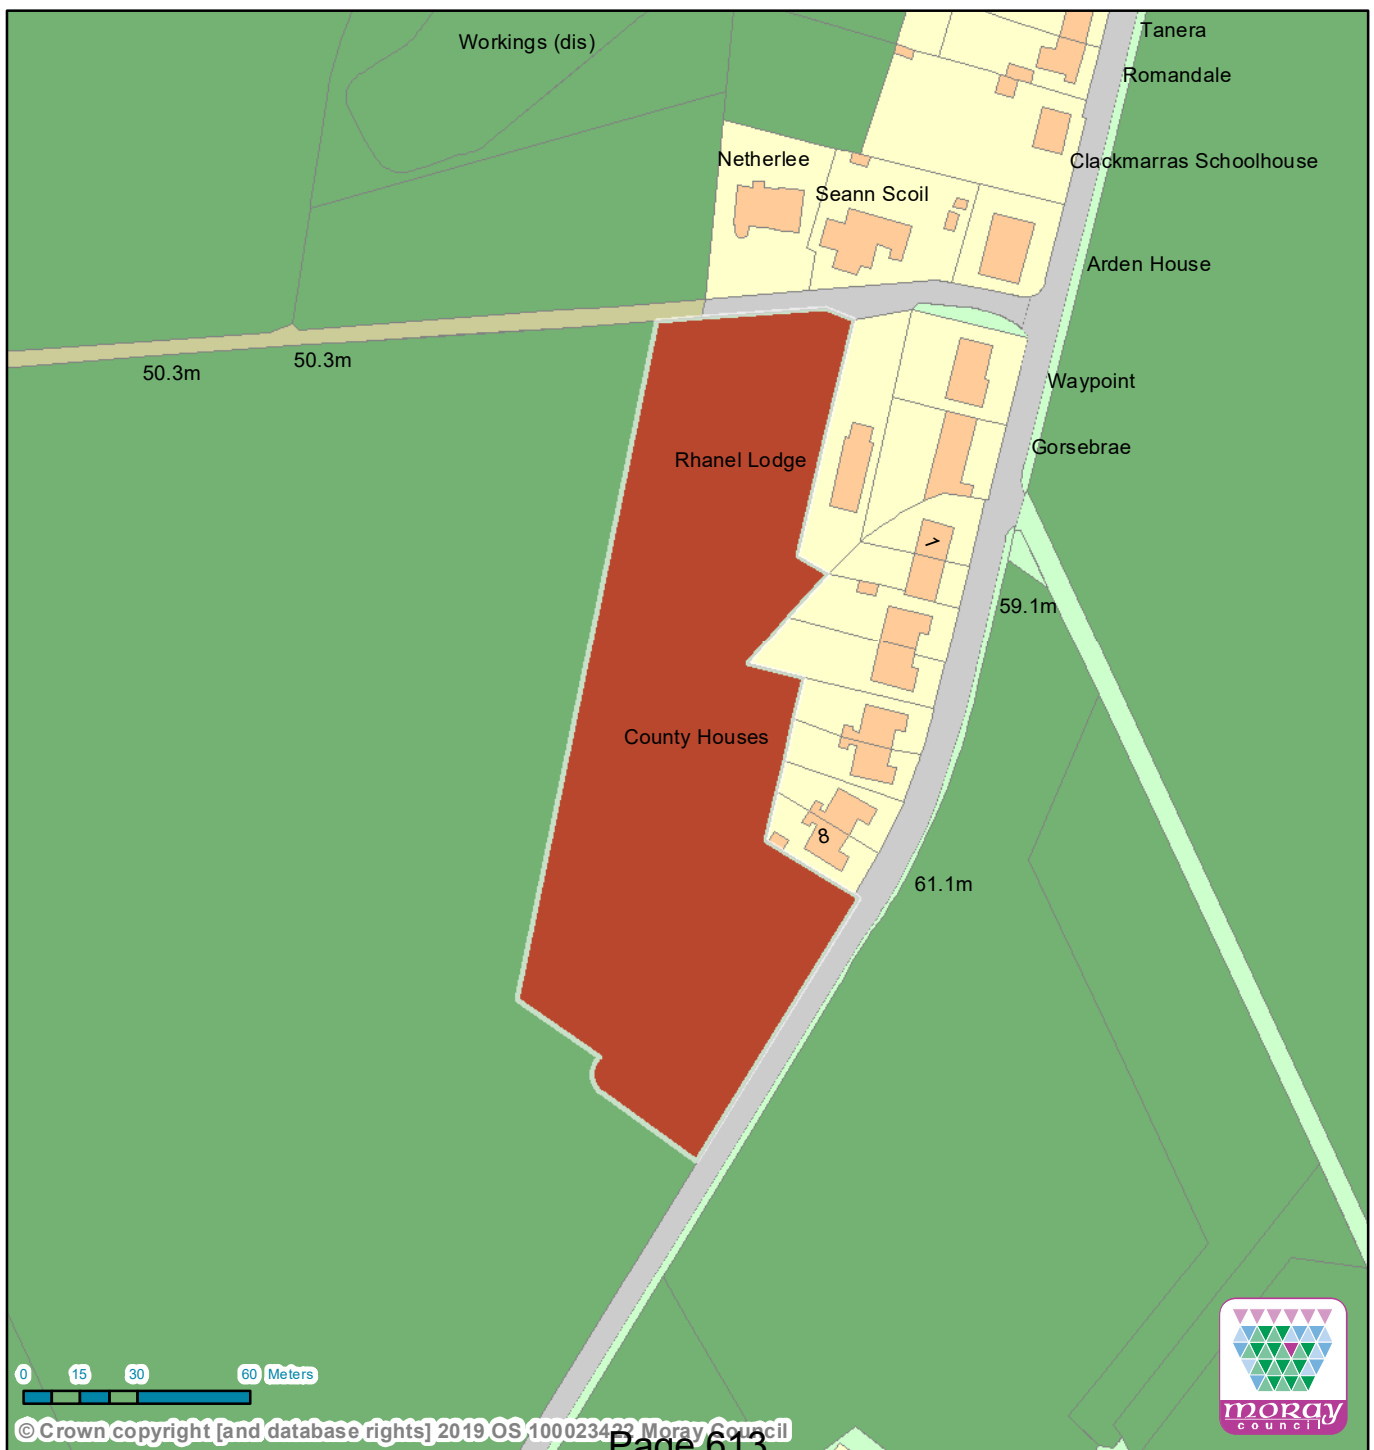 Tanera
Workings (dis)
Romandale
Netherlee
Clackmarras Schoolhouse
Seann Scoil
Arden House
50.3m
50.3m
Waypoint
Gorsebrae
Rhanel Lodge
1
59.1m
County Houses
8
61.1m
0 15 30 60 Meters
moray
council
© Crown copyright [and database rights] 2019 OS 100023422 Moray Council
Page 613